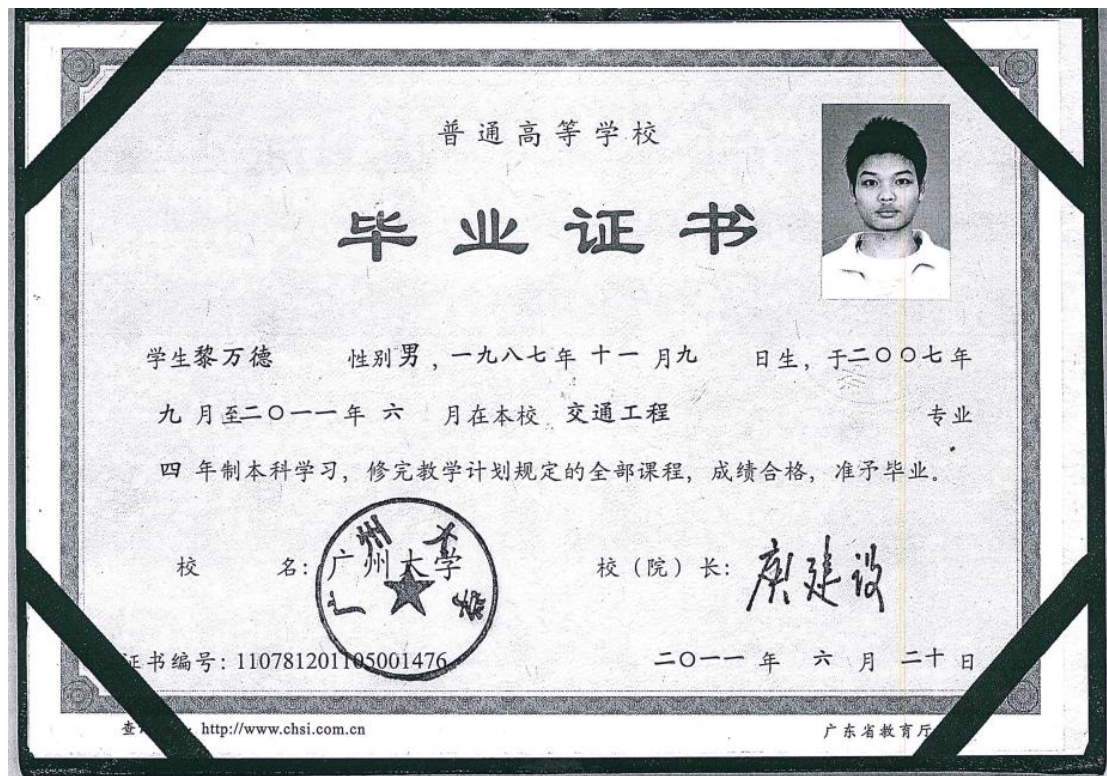 普通高等学校
毕业证书
学生黎万德 性别男，一九八七年十一月九日生，于二〇〇七年
九月至二〇一一年六月在本校 交通工程 专业
四年制本科学习，修完教学计划规定的全部课程，成绩合格，准予毕业。
校 名：广州大学
广州大学
校（院）长：庾建设
证书编号：110781201105001476
二〇一一年六月二十日
查 http://www.chsi.com.cn
广东省教育厅